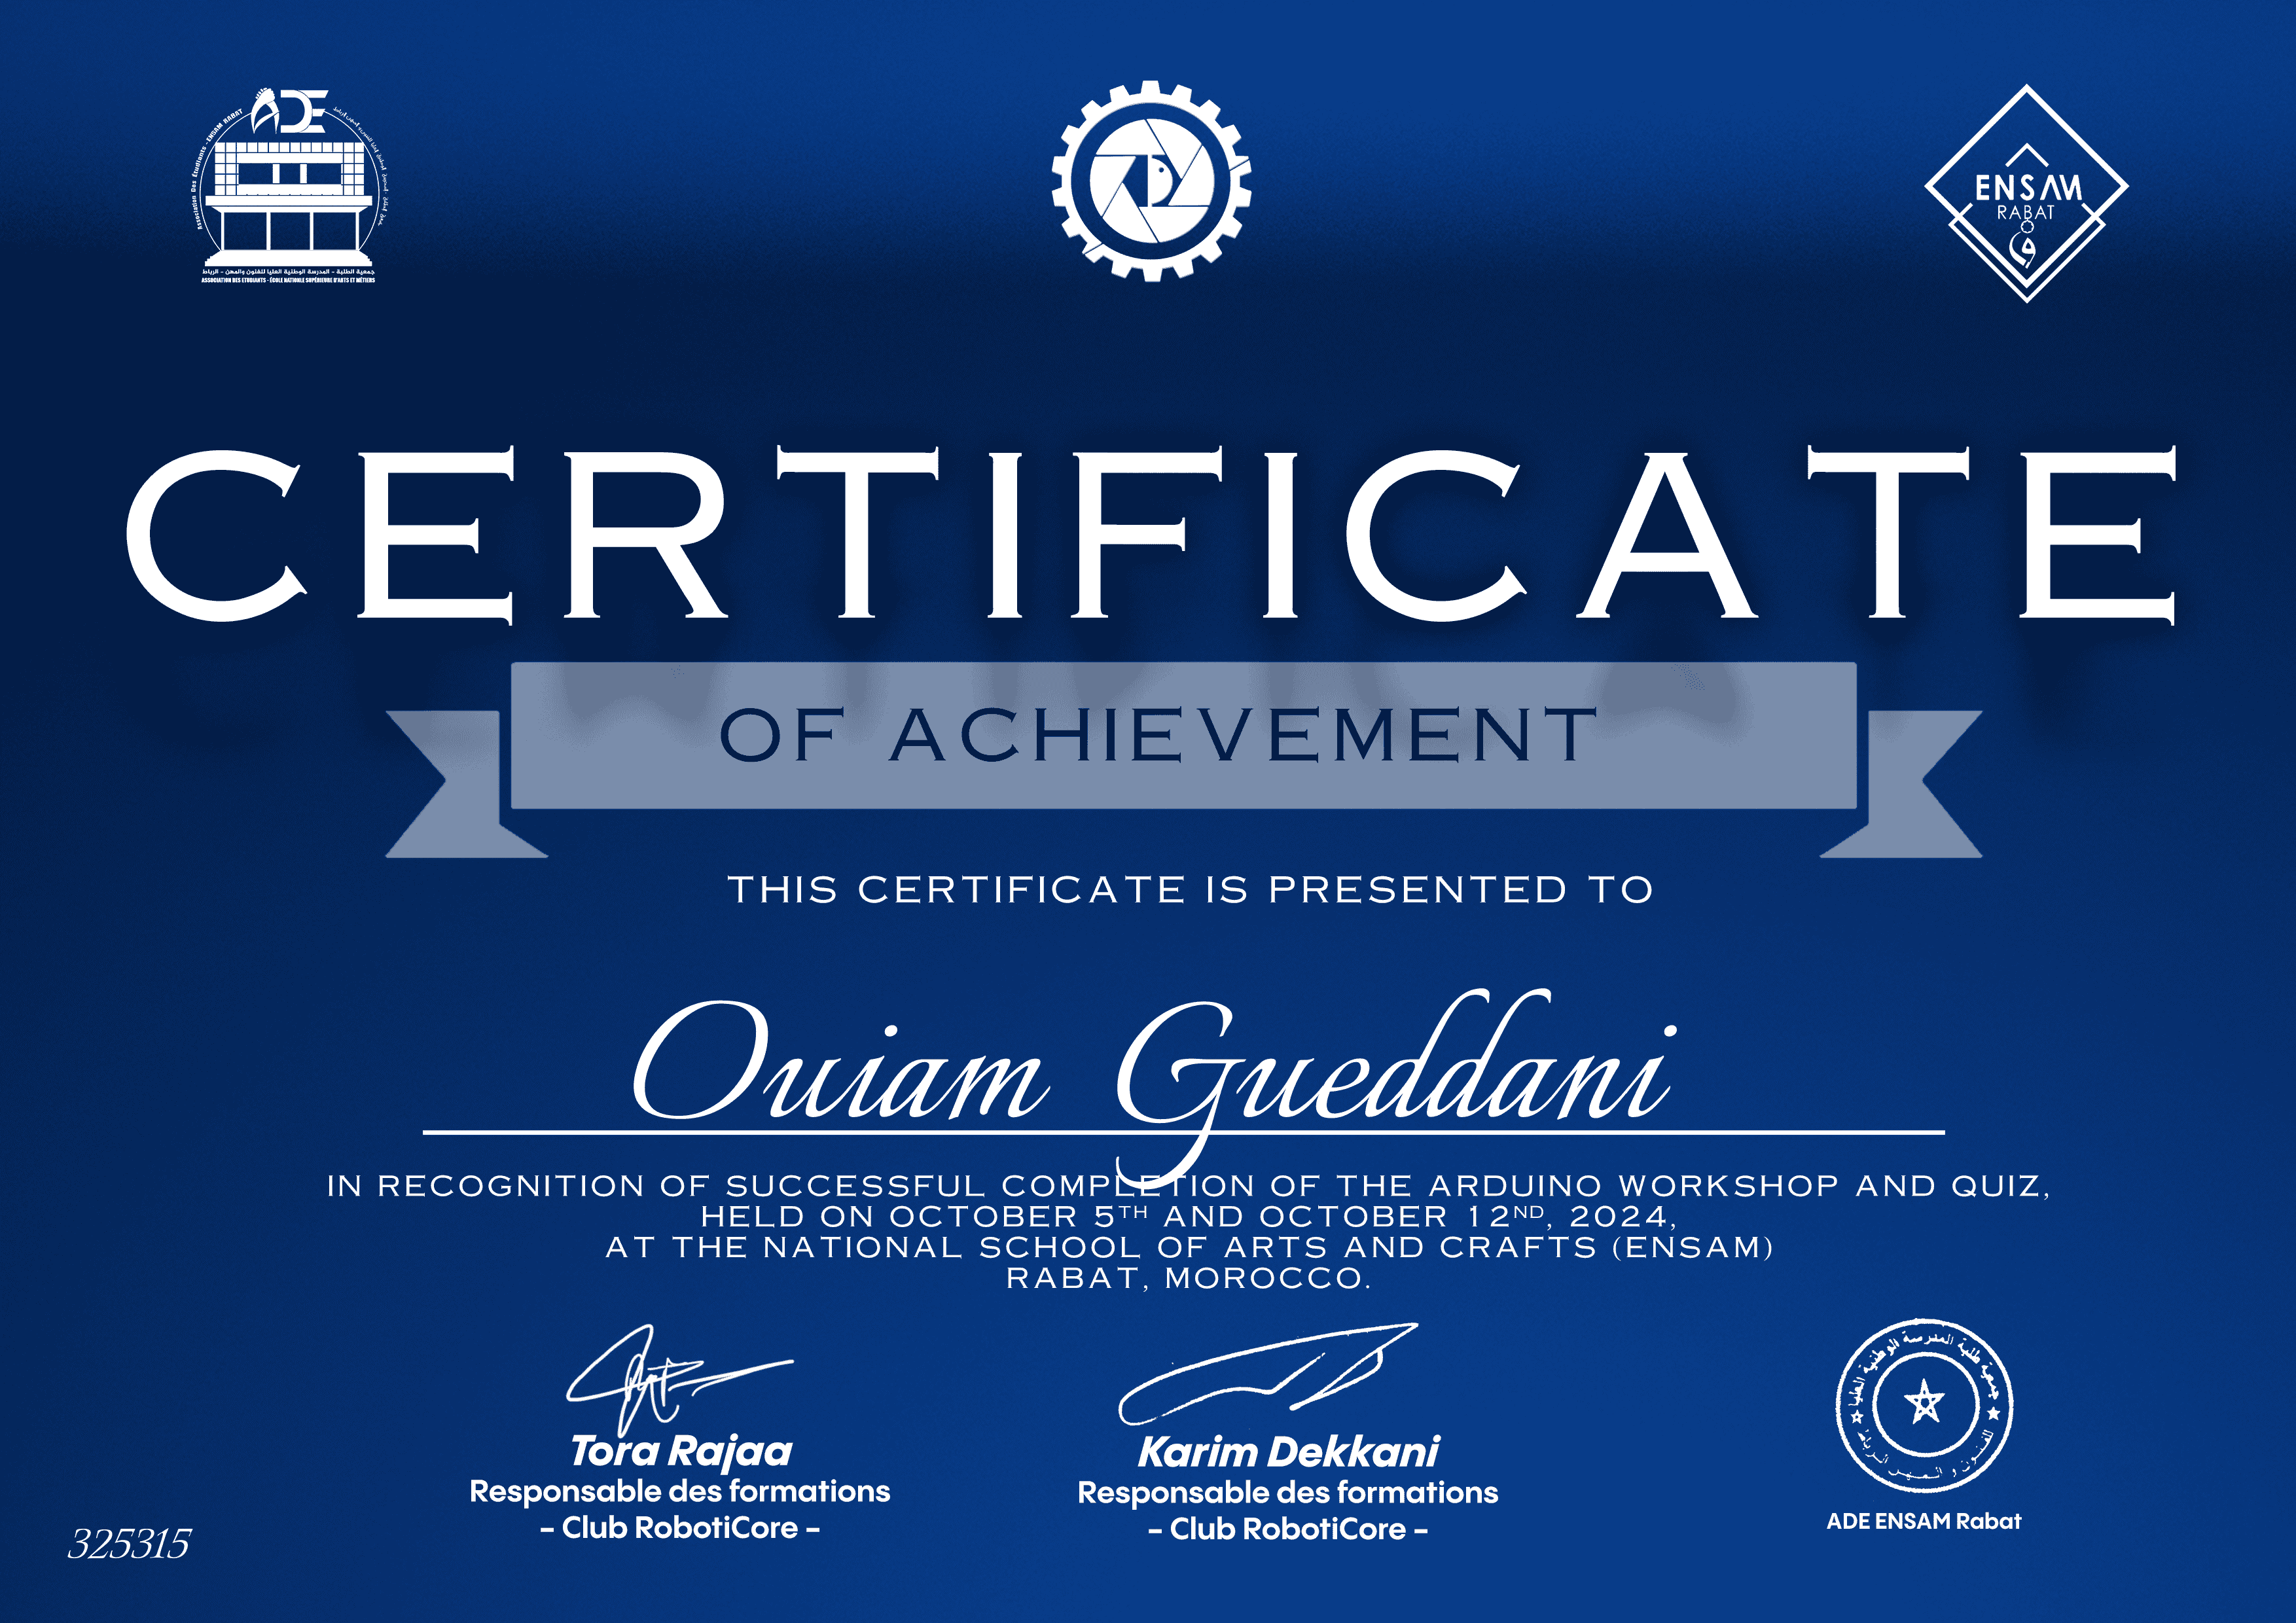 ADE
Association Des Etudiants - ENSAM RABAT
جمعية الطلبة - المدرسة الوطنية العليا للفنون والمهن - الرباط
ASSOCIATION DES ETUDIANTS - ÉCOLE NATIONALE SUPÉRIEURE D'ARTS ET MÉTIERS
ENSAM
RABAT
CERTIFICATE
OF ACHIEVEMENT
THIS CERTIFICATE IS PRESENTED TO
Ouiam Gueddani
IN RECOGNITION OF SUCCESSFUL COMPLETION OF THE ARDUINO WORKSHOP AND QUIZ,
HELD ON OCTOBER 5TH AND OCTOBER 12ND, 2024,
AT THE NATIONAL SCHOOL OF ARTS AND CRAFTS (ENSAM)
RABAT, MOROCCO.
Tora Rajaa
Responsable des formations
- Club RobotiCore -
Karim Dekkani
Responsable des formations
- Club RobotiCore -
جمعية طلبة المدرسة الوطنية العليا
للفنون و المهن الرباط
ADE ENSAM Rabat
325315